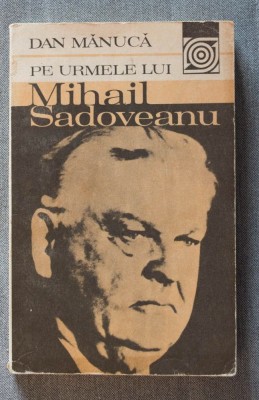 DAN MĂNUCĂ
PE URMELE LUI
Mihail
Sadoveanu